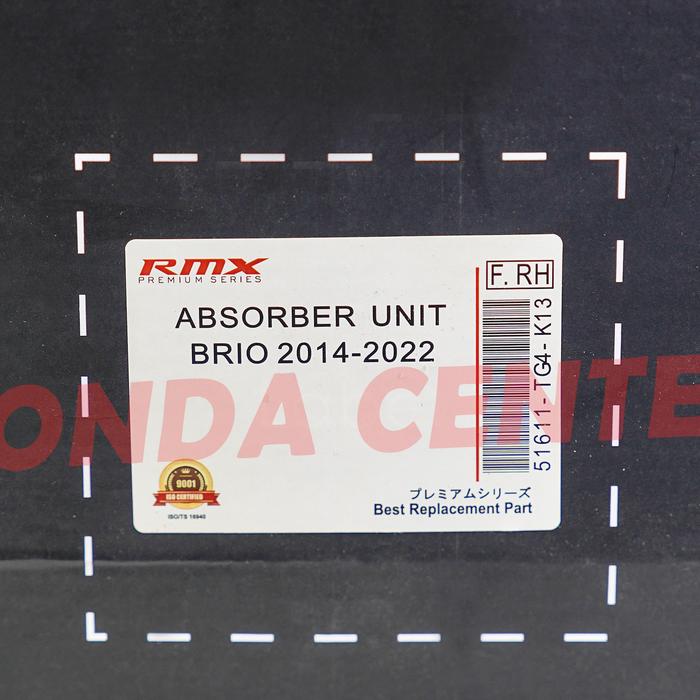 RMX
PREMIUM SERIES
F. RH
ABSORBER UNIT
BRIO 2014-2022
51611-TG4-K13
ONDA CENTE
9001
ISO CERTIFIED
ISO/TS 16949
プレミアムシリーズ
Best Replacement Part